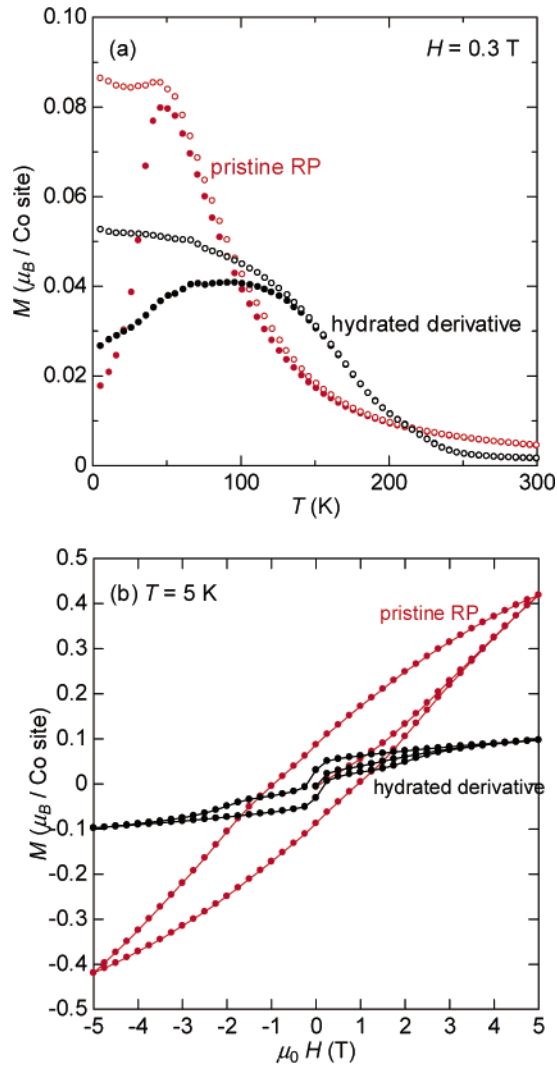 (a)
H = 0.3 T
0.10
0.08
0.06
0.04
0.02
0
M (μB / Co site)
pristine RP
hydrated derivative
0
100
200
300
T (K)
(b) T = 5 K
0.5
0.4
0.3
0.2
0.1
0
-0.1
-0.2
-0.3
-0.4
-0.5
M (μB / Co site)
pristine RP
hydrated derivative
-5 -4 -3 -2 -1 0 1 2 3 4 5
μ0 H (T)